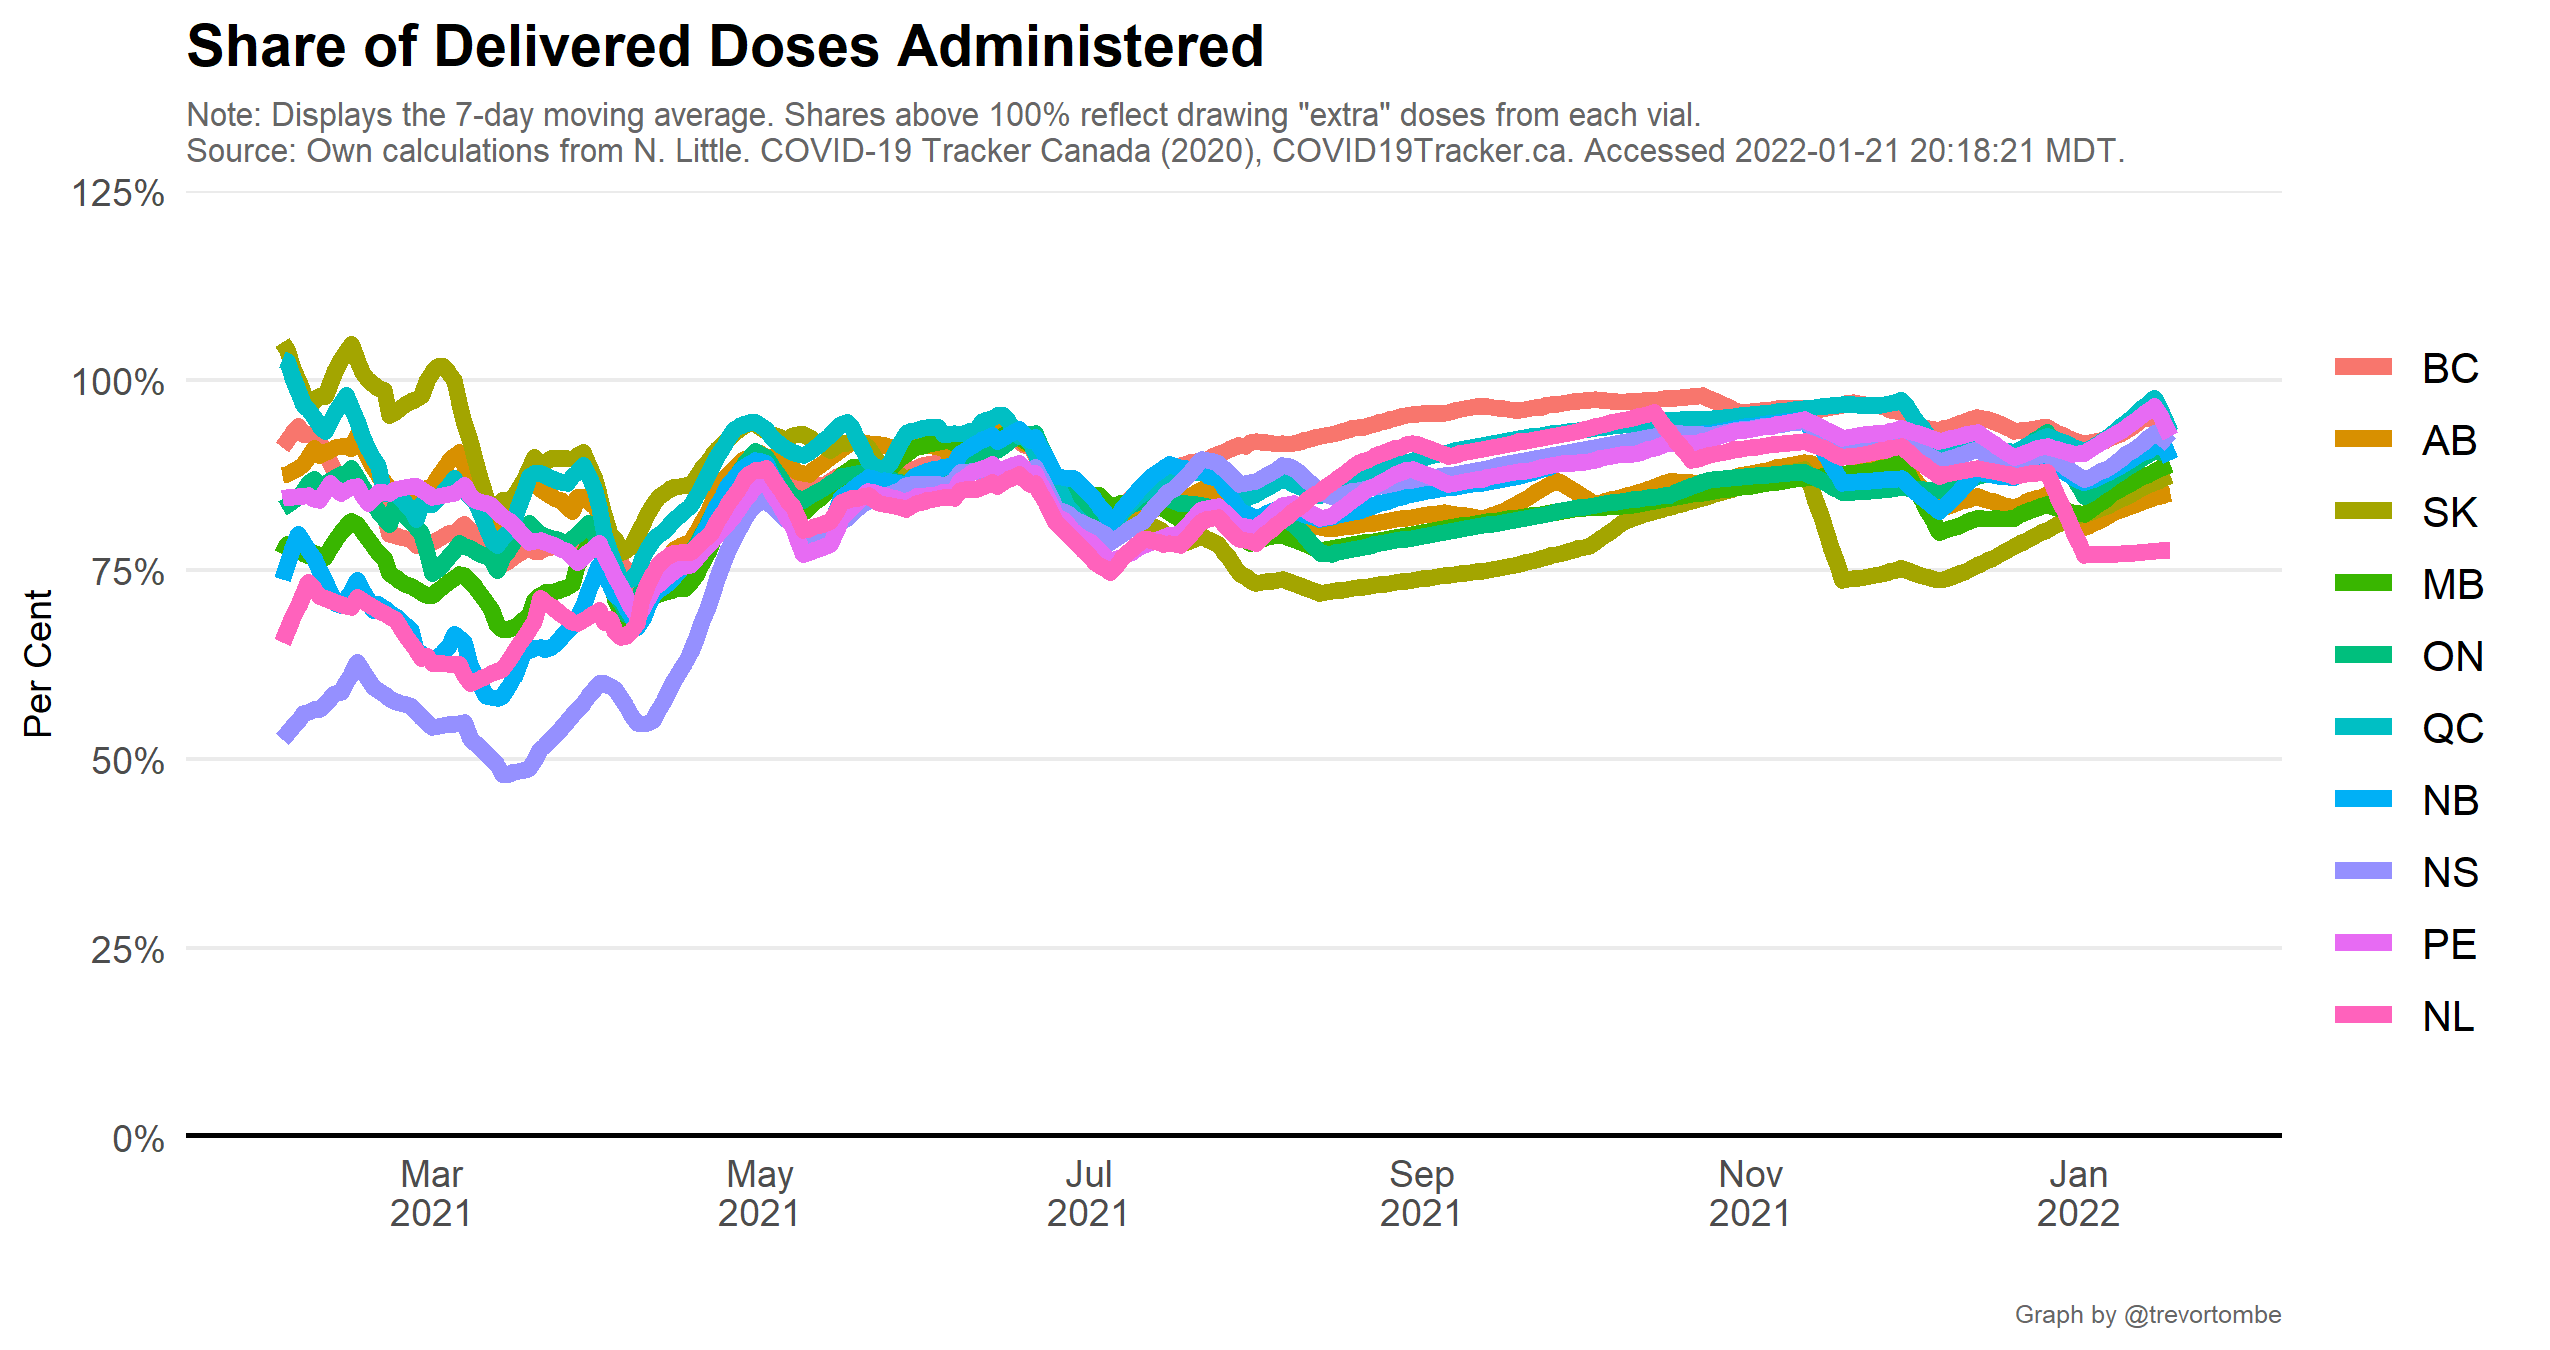 Share of Delivered Doses Administered
Note: Displays the 7-day moving average. Shares above 100% reflect drawing "extra" doses from each vial.
Source: Own calculations from N. Little. COVID-19 Tracker Canada (2020), COVID19Tracker.ca. Accessed 2022-01-21 20:18:21 MDT.
125%
100%
75%
50%
25%
0%
Per Cent
Mar
2021
May
2021
Jul
2021
Sep
2021
Nov
2021
Jan
2022
BC
AB
SK
MB
ON
QC
NB
NS
PE
NL
Graph by @trevortombe